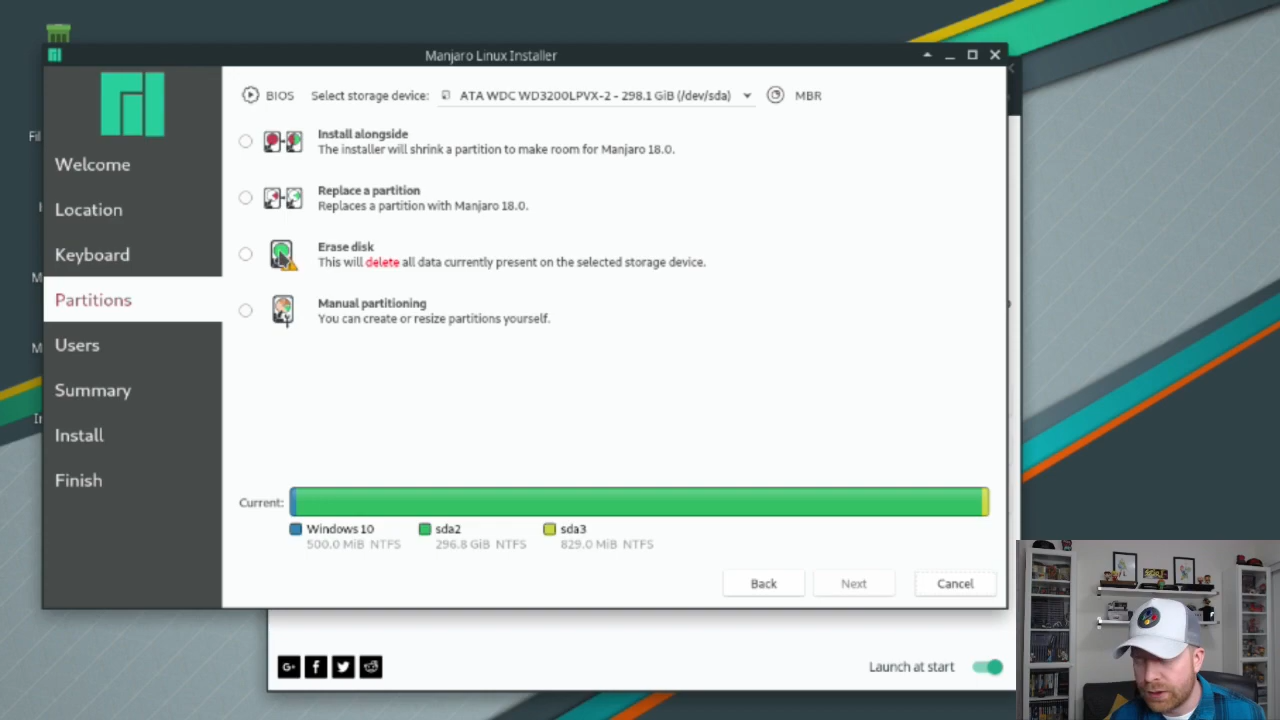 Manjaro Linux Installer
BIOS Select storage device: ATA WDC WD3200LPVX-2 - 298.1 GiB (/dev/sda) MBR
Welcome
Location
Keyboard
Partitions
Users
Summary
Install
Finish
Install alongside
The installer will shrink a partition to make room for Manjaro 18.0.
Replace a partition
Replaces a partition with Manjaro 18.0.
Erase disk
This will delete all data currently present on the selected storage device.
Manual partitioning
You can create or resize partitions yourself.
Current:
Windows 10 sda2 sda3
500.0 MiB NTFS 296.8 GiB NTFS 829.0 MiB NTFS
Back Next Cancel
Launch at start
Fil
M
M
In
G+